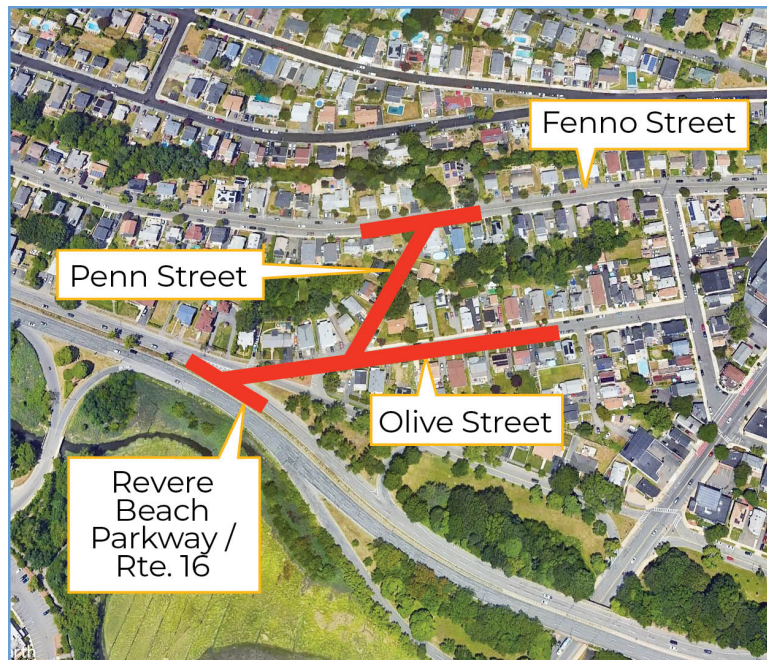 Fenno Street
Penn Street
Olive Street
Revere
Beach
Parkway /
Rte. 16